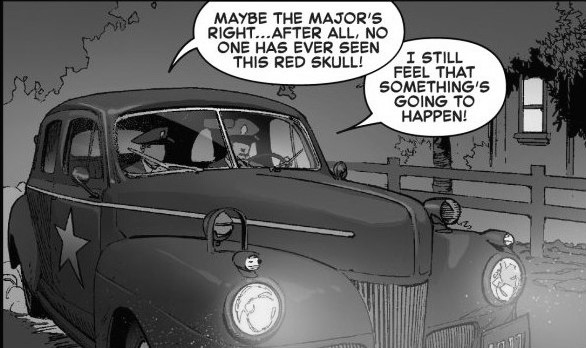 MAYBE THE MAJOR'S
RIGHT...AFTER ALL, NO
ONE HAS EVER SEEN
THIS RED SKULL!
I STILL
FEEL THAT
SOMETHING'S
GOING TO
HAPPEN!